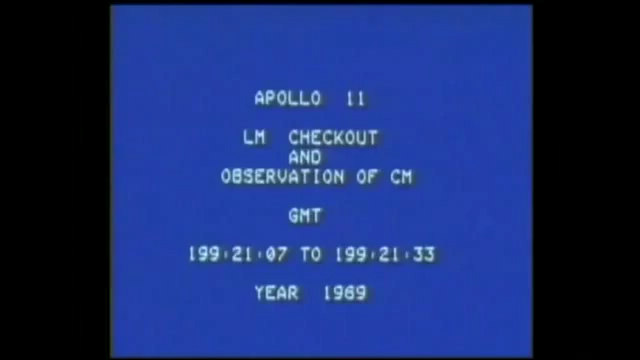 APOLLO 11
LM CHECKOUT
AND
OBSERVATION OF CM
GMT
199:21:07 TO 199:21:33
YEAR 1969